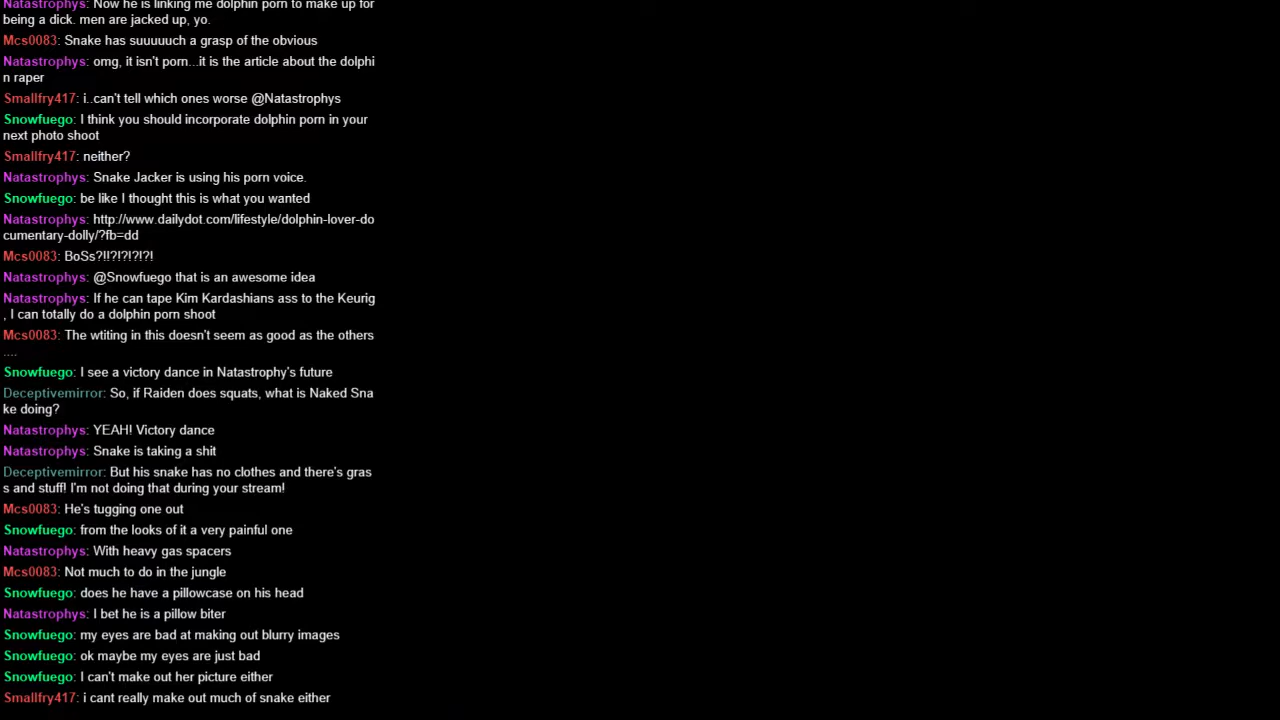 Natastrophys: Now he is linking me dolphin porn to make up for
being a dick. men are jacked up, yo.
Mcs0083: Snake has suuuuuch a grasp of the obvious
Natastrophys: omg, it isn't porn...it is the article about the dolphi
n raper
Smallfry417: i..can't tell which ones worse @Natastrophys
Snowfuego: I think you should incorporate dolphin porn in your
next photo shoot
Smallfry417: neither?
Natastrophys: Snake Jacker is using his porn voice.
Snowfuego: be like I thought this is what you wanted
Natastrophys: http://www.dailydot.com/lifestyle/dolphin-lover-do
cumentary-dolly/?fb=dd
Mcs0083: BoSs?!!?!?!?!?!
Natastrophys: @Snowfuego that is an awesome idea
Natastrophys: If he can tape Kim Kardashians ass to the Keurig
, I can totally do a dolphin porn shoot
Mcs0083: The wtiting in this doesn't seem as good as the others
....
Snowfuego: I see a victory dance in Natastrophy's future
Deceptivemirror: So, if Raiden does squats, what is Naked Sna
ke doing?
Natastrophys: YEAH! Victory dance
Natastrophys: Snake is taking a shit
Deceptivemirror: But his snake has no clothes and there's gras
s and stuff! I'm not doing that during your stream!
Mcs0083: He's tugging one out
Snowfuego: from the looks of it a very painful one
Natastrophys: With heavy gas spacers
Mcs0083: Not much to do in the jungle
Snowfuego: does he have a pillowcase on his head
Natastrophys: I bet he is a pillow biter
Snowfuego: my eyes are bad at making out blurry images
Snowfuego: ok maybe my eyes are just bad
Snowfuego: I can't make out her picture either
Smallfry417: i cant really make out much of snake either